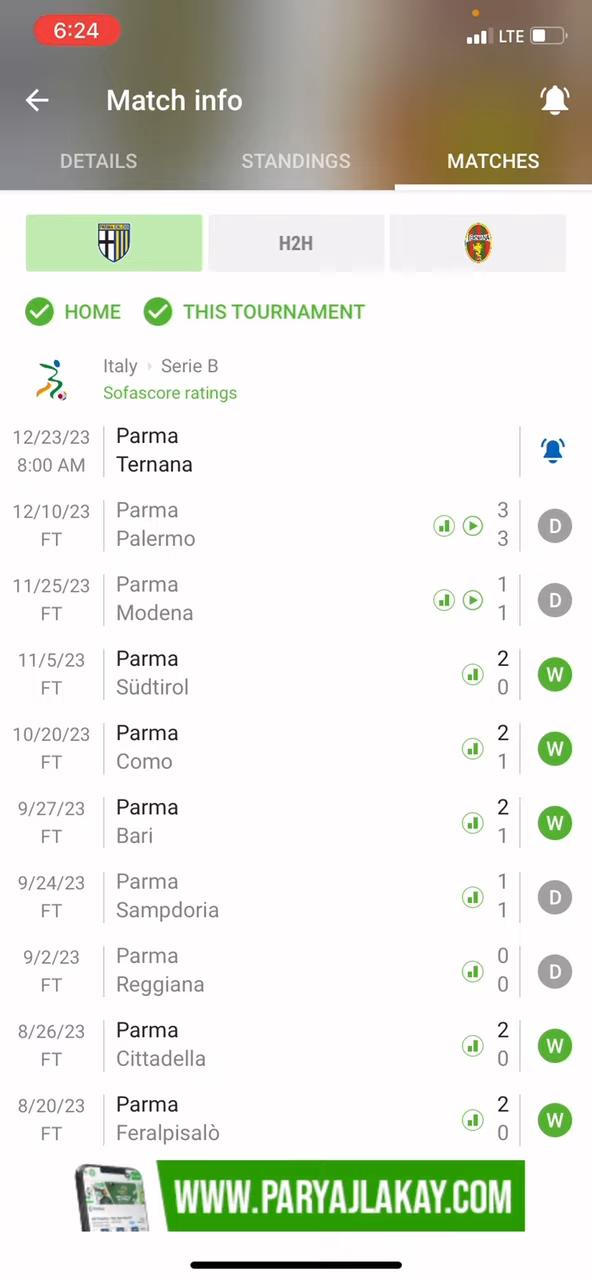 6:24
LTE
Match info
DETAILS
STANDINGS
MATCHES
PARMA CALCIO
H2H
HOME
THIS TOURNAMENT
Italy
Serie B
Sofascore ratings
12/23/23
8:00 AM
Parma
Ternana
12/10/23
FT
Parma
Palermo
3
3
D
11/25/23
FT
Parma
Modena
1
1
D
11/5/23
FT
Parma
Südtirol
2
0
W
10/20/23
FT
Parma
Como
2
1
W
9/27/23
FT
Parma
Bari
2
1
W
9/24/23
FT
Parma
Sampdoria
1
1
D
9/2/23
FT
Parma
Reggiana
0
0
D
8/26/23
FT
Parma
Cittadella
2
0
W
8/20/23
FT
Parma
Feralpisalò
2
0
W
WWW.PARYAJLAKAY.COM